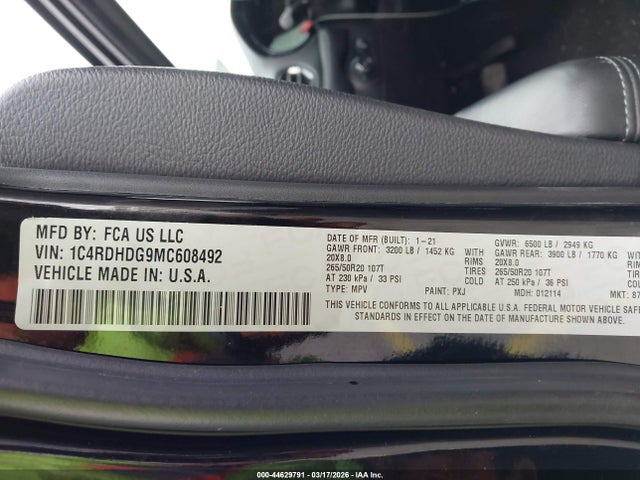 MFD BY: FCA US LLC
VIN: 1C4RDHDG9MC608492
VEHICLE MADE IN: U.S.A.
DATE OF MFR (BUILT): 1-21
GAWR FRONT: 3200 LB / 1452 KG
20X8.0
265/50R20 107T
AT 230 kPa / 33 PSI
TYPE: MPV PAINT: PXJ
GVWR: 6500 LB / 2949 KG
GAWR REAR: 3900 LB / 1770 KG
20X8.0
TIRES: 265/50R20 107T
COLD: AT 250 kPa / 36 PSI
MDH: 012114 MKT: 87
THIS VEHICLE CONFORMS TO ALL APPLICABLE U.S.A. FEDERAL MOTOR VEHICLE SAFE
STANDARDS IN EFFECT ON THE DATE OF MANUFACTURE SHOWN ABOVE.
000-44629791 - 03/17/2026 - COPYRIGHT © IAA, LLC.